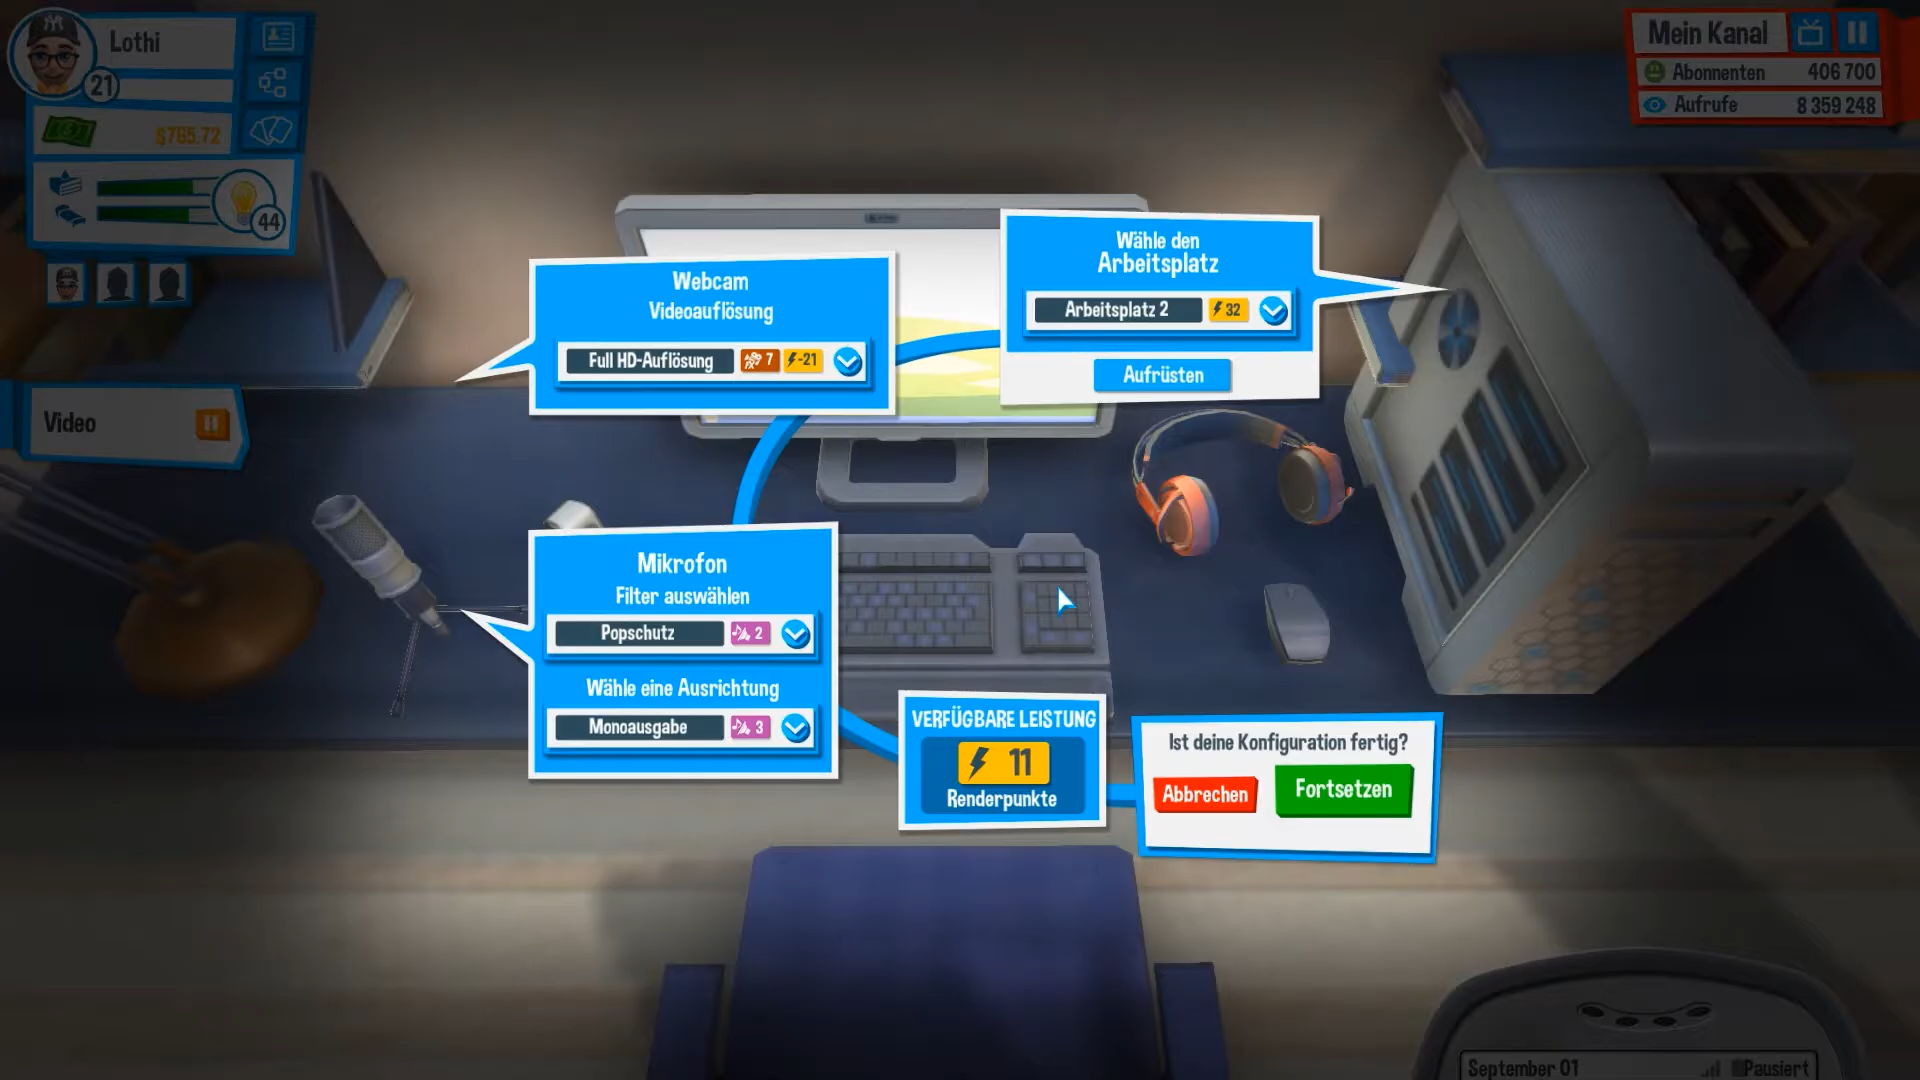 Lothi
21
$765.72
44
Video
Mein Kanal
Abonnenten 406 700
Aufrufe 8 359 248
Webcam
Videoauflösung
Full HD-Auflösung 7 -21
Wähle den
Arbeitsplatz
Arbeitsplatz 2 32
Aufrüsten
Mikrofon
Filter auswählen
Popschutz 2
Wähle eine Ausrichtung
Monoausgabe 3
VERFÜGBARE LEISTUNG
11
Renderpunkte
Ist deine Konfiguration fertig?
Abbrechen Fortsetzen
September 01 Pausiert